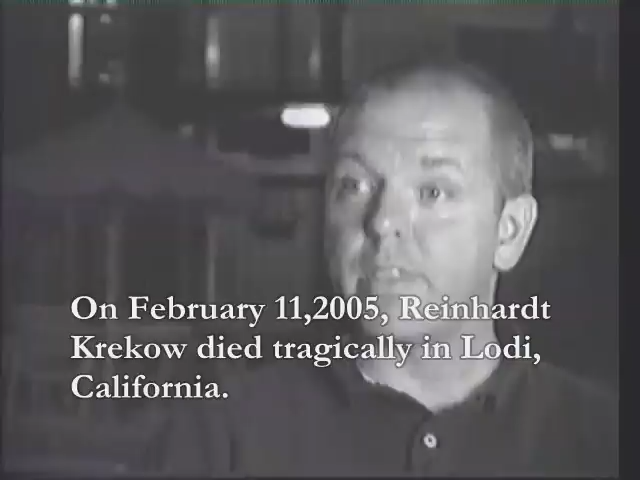 On February 11,2005, Reinhardt
Krekow died tragically in Lodi,
California.